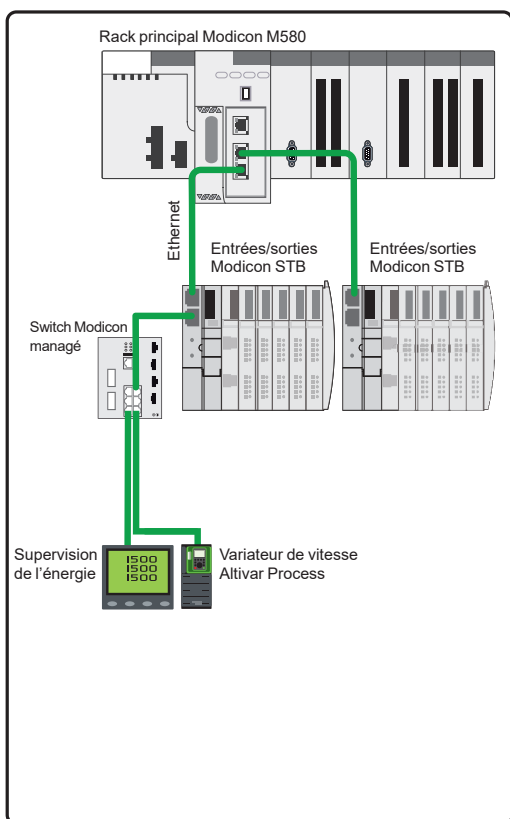 Rack principal Modicon M580
Ethernet
Entrées/sorties
Modicon STB
Entrées/sorties
Modicon STB
Switch Modicon
managé
Supervision
de l'énergie
1500
1500
1500
Variateur de vitesse
Altivar Process